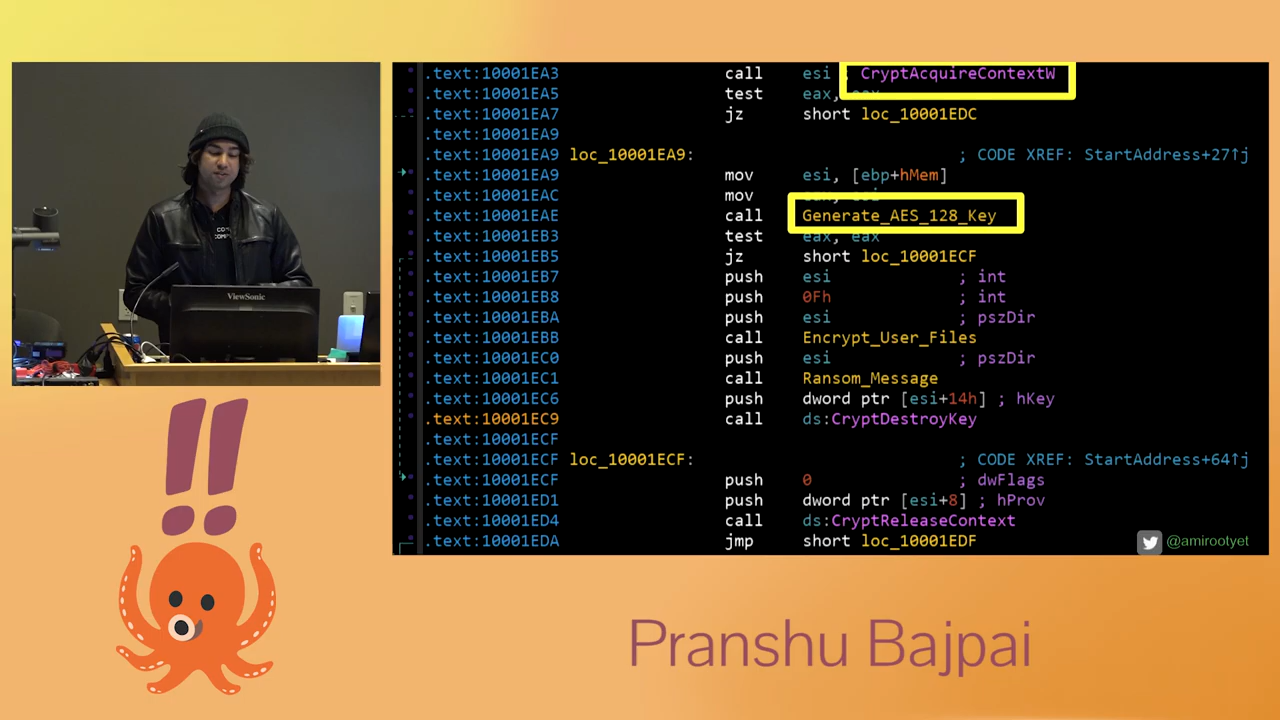 .text:10001EA3 call esi ; CryptAcquireContextW
.text:10001EA5 test eax, eax
.text:10001EA7 jz short loc_10001EDC
.text:10001EA9
.text:10001EA9 loc_10001EA9: ; CODE XREF: StartAddress+27↑j
.text:10001EA9 mov esi, [ebp+hMem]
.text:10001EAC mov eax, esi
.text:10001EAE call Generate_AES_128_Key
.text:10001EB3 test eax, eax
.text:10001EB5 jz short loc_10001ECF
.text:10001EB7 push esi ; int
.text:10001EB8 push 0Fh ; int
.text:10001EBA push esi ; pszDir
.text:10001EBB call Encrypt_User_Files
.text:10001EC0 push esi ; pszDir
.text:10001EC1 call Ransom_Message
.text:10001EC6 push dword ptr [esi+14h] ; hKey
.text:10001EC9 call ds:CryptDestroyKey
.text:10001ECF
.text:10001ECF loc_10001ECF: ; CODE XREF: StartAddress+64↑j
.text:10001ECF push 0 ; dwFlags
.text:10001ED1 push dword ptr [esi+8] ; hProv
.text:10001ED4 call ds:CryptReleaseContext
.text:10001EDA jmp short loc_10001EDF
@amirootyet
ViewSonic
!!
Pranshu Bajpai